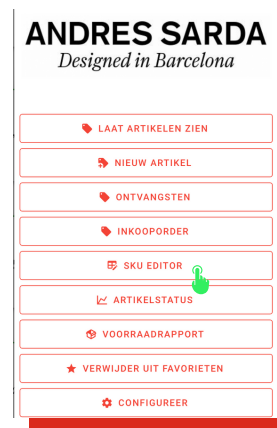 ANDRES SARDA
Designed in Barcelona
LAAT ARTIKELEN ZIEN
NIEUW ARTIKEL
ONTVANGSTEN
INKOOPORDER
SKU EDITOR
ARTIKELSTATUS
VOORRAADRAPPORT
VERWIJDER UIT FAVORIETEN
CONFIGUREER